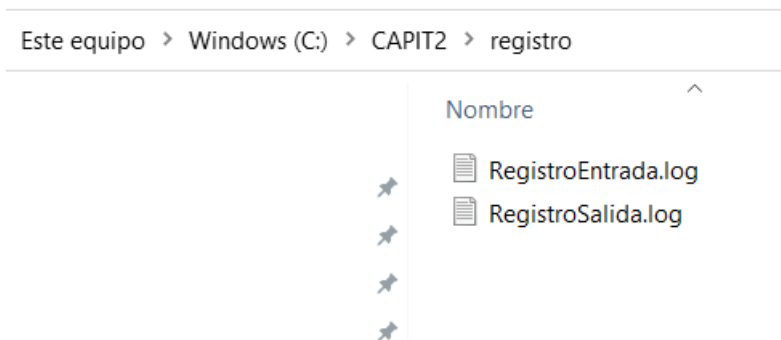 Este equipo > Windows (C:) > CAPIT2 > registro
Nombre
RegistroEntrada.log
RegistroSalida.log